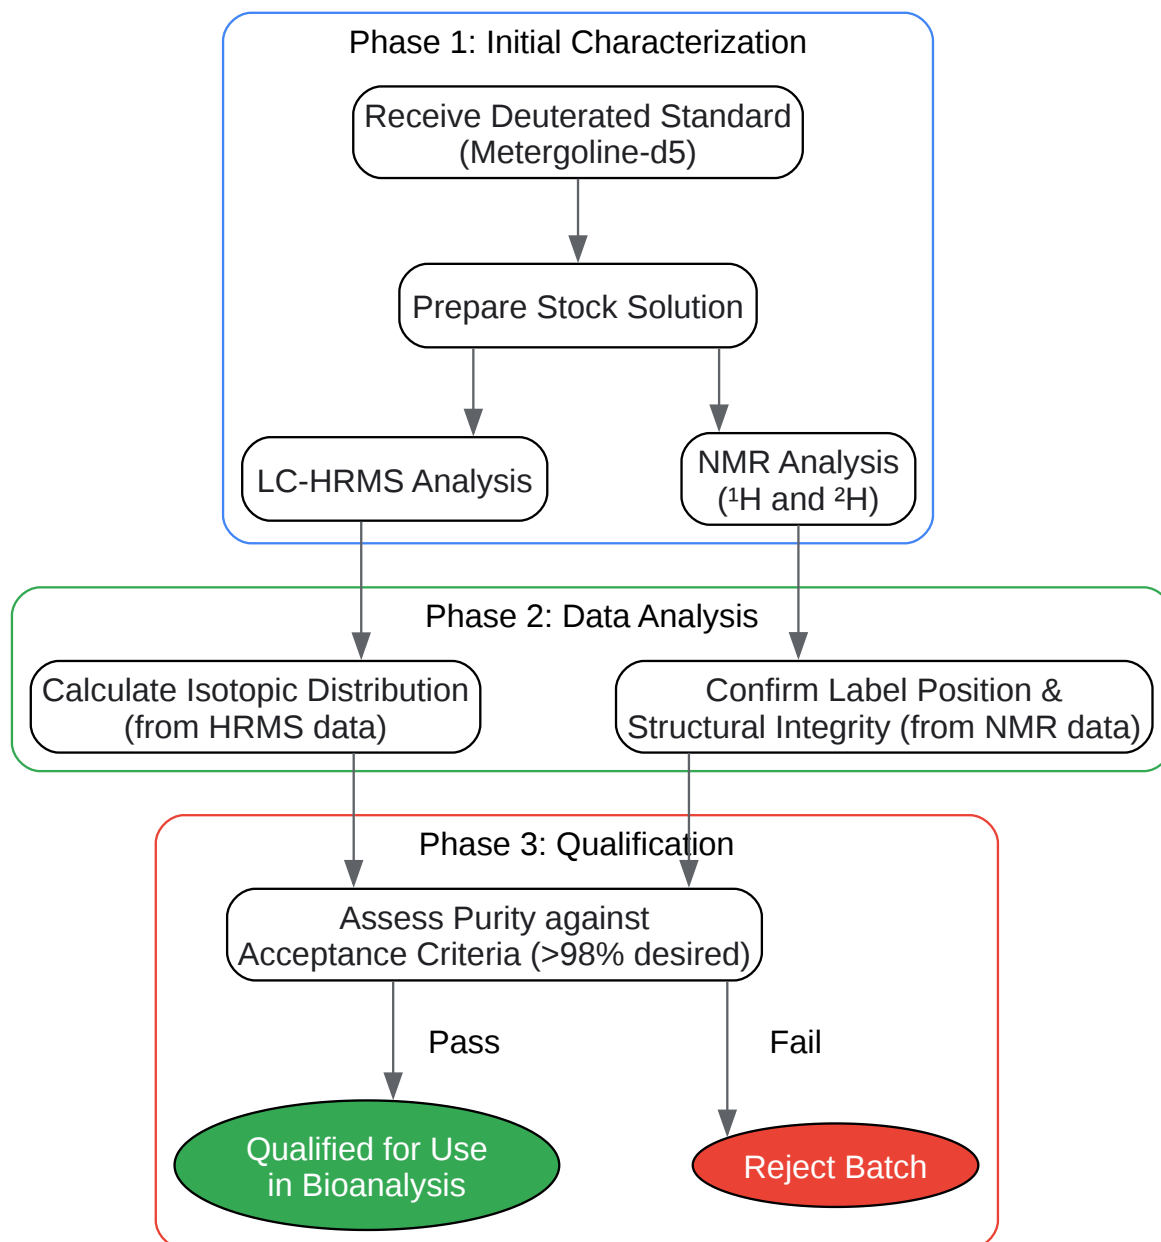 Phase 1: Initial Characterization
Receive Deuterated Standard
(Metergoline-d5)
Prepare Stock Solution
LC-HRMS Analysis
NMR Analysis
(¹H and ²H)
Phase 2: Data Analysis
Calculate Isotopic Distribution
(from HRMS data)
Confirm Label Position &
Structural Integrity (from NMR data)
Phase 3: Qualification
Assess Purity against
Acceptance Criteria (>98% desired)
Pass
Fail
Qualified for Use
in Bioanalysis
Reject Batch